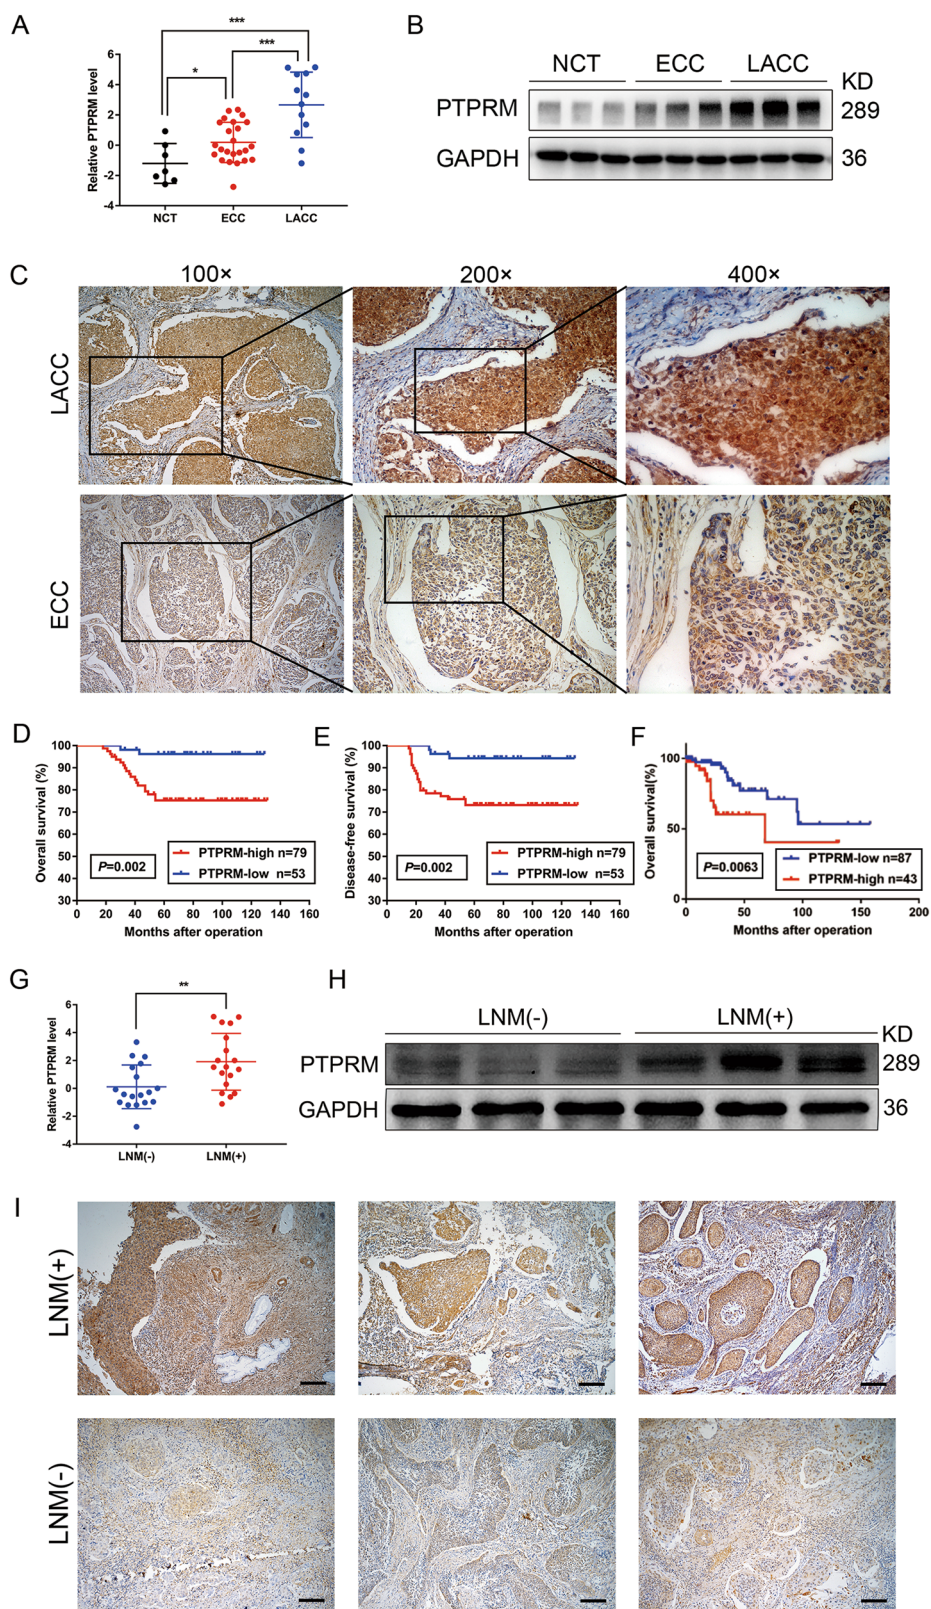 A
***
***
*
Relative PTPRM level
6
4
2
0
-2
-4
NCT ECC LACC
B
NCT ECC LACC
KD
PTPRM 289
GAPDH 36
C
100× 200× 400×
LACC
ECC
D
Overall survival (%)
100
90
80
70
60
50
40
30
PTPRM-high n=79
PTPRM-low n=53
P=0.002
0 20 40 60 80 100 120 140 160
Months after operation
E
Disease-free survival (%)
100
90
80
70
60
50
40
30
PTPRM-high n=79
PTPRM-low n=53
P=0.002
0 20 40 60 80 100 120 140 160
Months after operation
F
Overall survival(%)
100
50
0
PTPRM-low n=87
PTPRM-high n=43
P=0.0063
0 50 100 150 200
Months after operation
G
**
Relative PTPRM level
6
4
2
0
-2
-4
LNM(-) LNM(+)
H
LNM(-) LNM(+)
KD
PTPRM 289
GAPDH 36
I
LNM(+)
LNM(-)